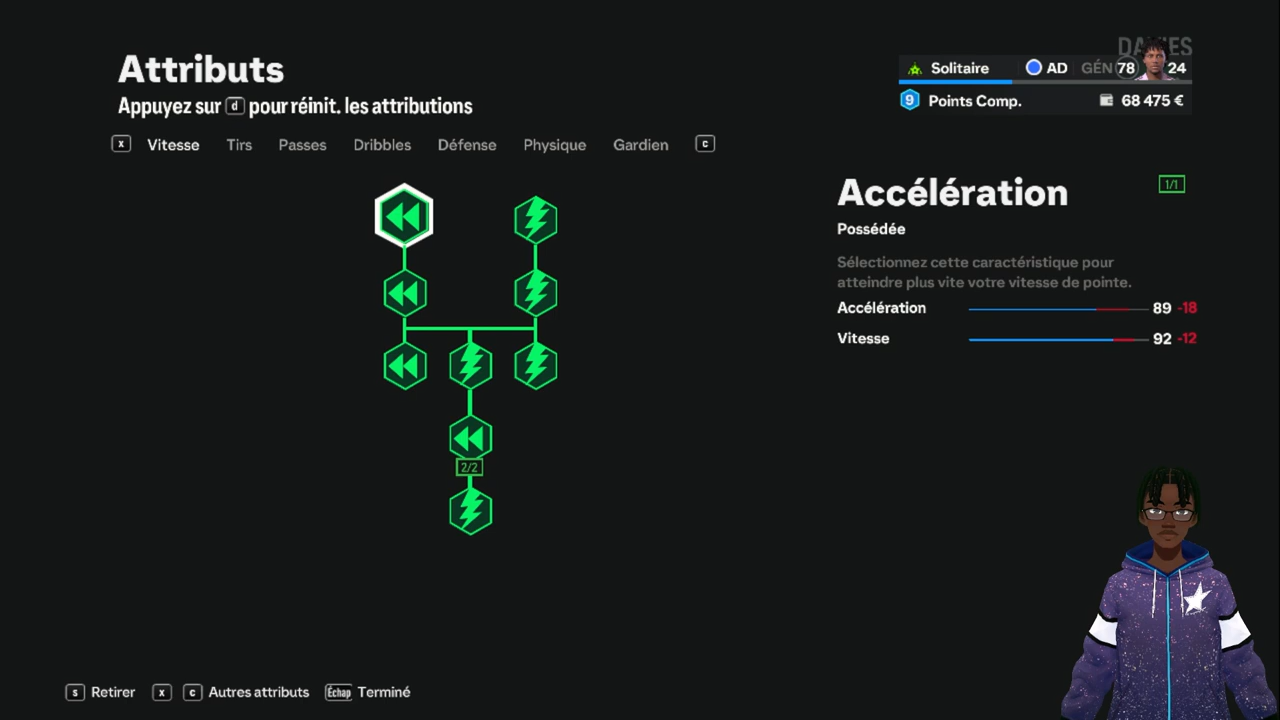 DAVIES
Attributs
Solitaire AD GÉN 78 24
Appuyez sur d pour réinit. les attributions
9 Points Comp. 68 475 €
x Vitesse Tirs Passes Dribbles Défense Physique Gardien c
Accélération 1/1
Possédée
Sélectionnez cette caractéristique pour
atteindre plus vite votre vitesse de pointe.
Accélération 89 -18
Vitesse 92 -12
2/2
s Retirer x c Autres attributs Échap Terminé